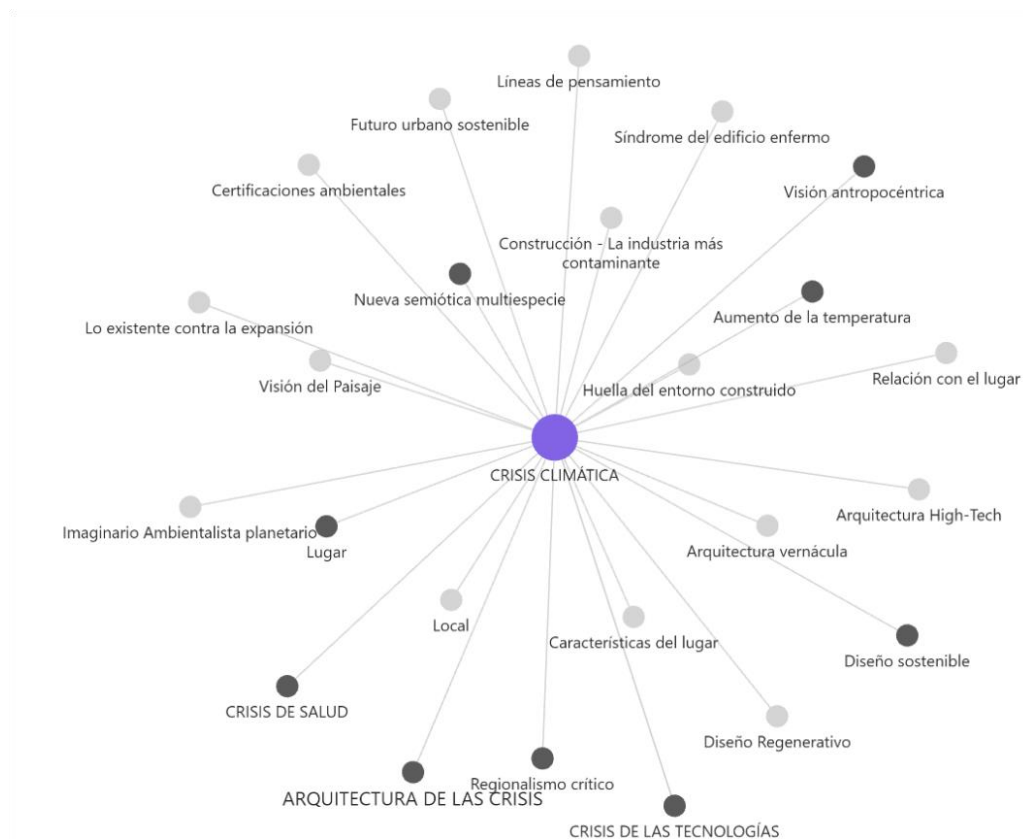 Líneas de pensamiento
Futuro urbano sostenible
Síndrome del edificio enfermo
Certificaciones ambientales
Visión antropocéntrica
Construcción - La industria más
contaminante
Nueva semiótica multiespecie
Aumento de la temperatura
Lo existente contra la expansión
Visión del Paisaje
Huella del entorno construido
Relación con el lugar
CRISIS CLIMÁTICA
Arquitectura High-Tech
Imaginario Ambientalista planetario
Lugar
Arquitectura vernácula
Local
Características del lugar
Diseño sostenible
CRISIS DE SALUD
Diseño Regenerativo
Regionalismo crítico
ARQUITECTURA DE LAS CRISIS
CRISIS DE LAS TECNOLOGÍAS